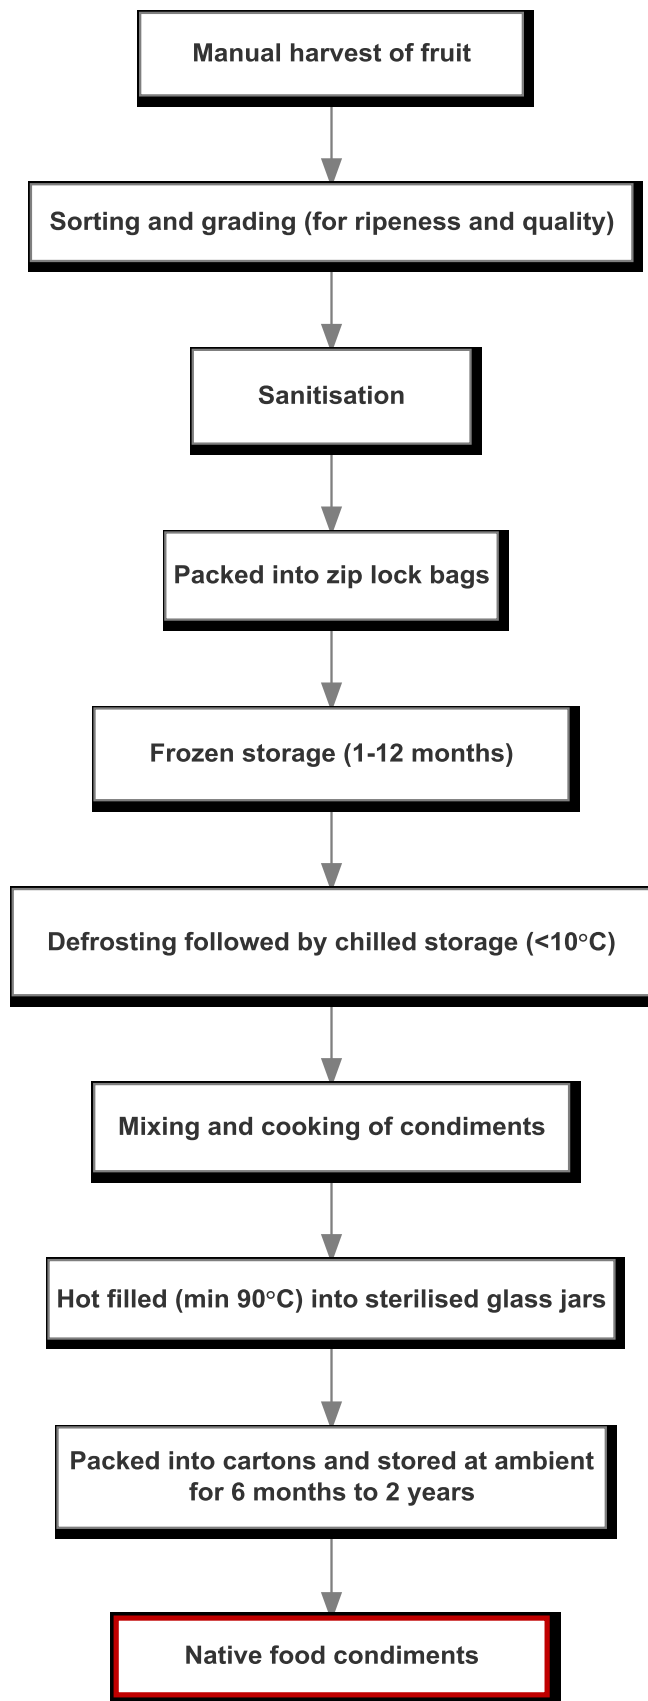 Manual harvest of fruit
Sorting and grading (for ripeness and quality)
Sanitisation
Packed into zip lock bags
Frozen storage (1-12 months)
Defrosting followed by chilled storage (<10°C)
Mixing and cooking of condiments
Hot filled (min 90°C) into sterilised glass jars
Packed into cartons and stored at ambient
for 6 months to 2 years
Native food condiments